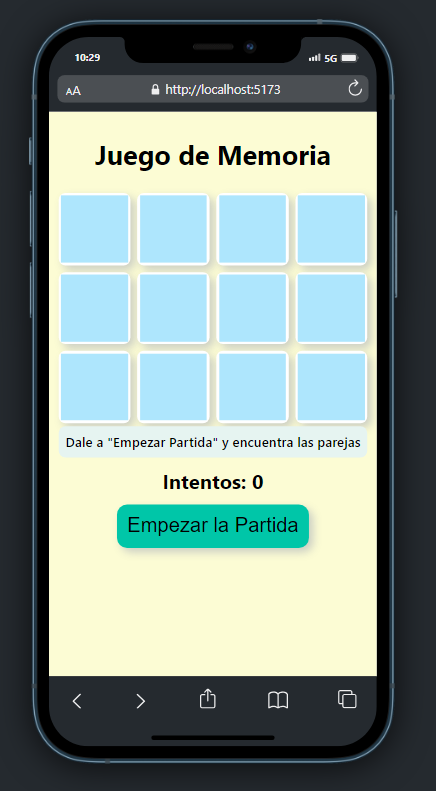 10:29
5G
AA
http://localhost:5173
Juego de Memoria
Dale a "Empezar Partida" y encuentra las parejas
Intentos: 0
Empezar la Partida